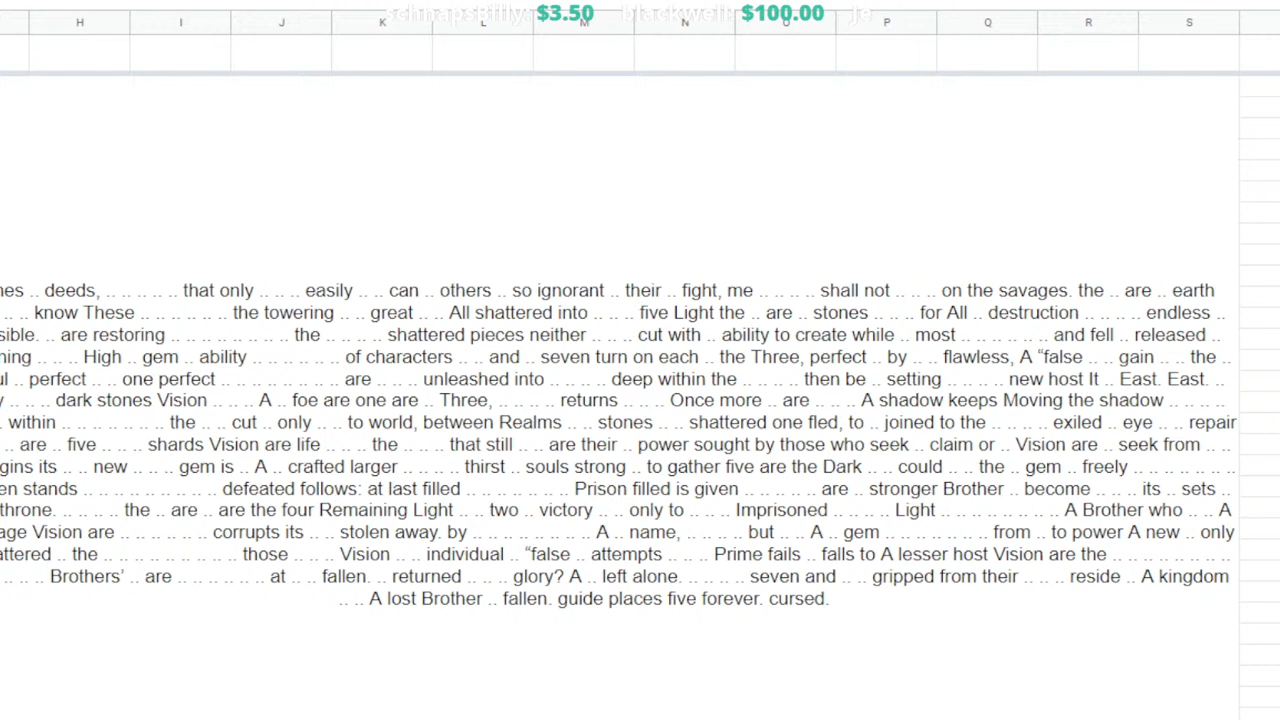 schnapsBilly: $3.50 blackwell: $100.00 je
H I J K L M N O P Q R S
nes .. deeds, .. .. .. .. .. that only .. .. .. easily .. .. can .. others .. so ignorant .. their .. fight, me .. .. .. .. shall not .. .. .. on the savages. the .. are .. earth
.. .. know These .. .. .. .. .. .. the towering .. .. great .. .. All shattered into .. .. .. five Light the .. are .. stones .. .. .. for All .. destruction .. .. .. .. endless ..
sible. .. are restoring .. .. .. .. .. .. the .. .. .. .. shattered pieces neither .. .. .. cut with .. ability to create while .. most .. .. .. .. .. .. and fell .. released ..
ning .. .. .. High .. gem .. ability .. .. .. .. .. .. of characters .. .. and .. seven turn on each .. the Three, perfect .. by .. .. flawless, A “false .. .. gain .. .. the ..
ul .. perfect .. .. one perfect .. .. .. .. .. .. .. .. are .. .. .. unleashed into .. .. .. .. deep within the .. .. .. .. then be .. setting .. .. .. .. new host It .. East. East. ..
y .. .. .. dark stones Vision .. .. .. A .. foe are one are .. Three, .. .. .. returns .. .. .. Once more .. are .. .. .. A shadow keeps Moving the shadow .. .. .. ..
.. within .. .. .. .. .. .. .. the .. cut .. only .. .. to world, between Realms .. .. stones .. .. shattered one fled, to .. joined to the .. .. .. .. exiled .. eye .. .. repair
.. are .. five .. .. .. shards Vision are life .. .. the .. .. .. that still .. .. are their .. power sought by those who seek .. claim or .. Vision are .. seek from .. ..
gins its .. .. new .. .. .. gem is .. A .. crafted larger .. .. .. .. thirst .. souls strong .. to gather five are the Dark .. .. could .. .. the .. gem .. freely .. .. .. .. .. .. ..
en stands .. .. .. .. .. .. .. .. .. defeated follows: at last filled .. .. .. .. .. .. .. Prison filled is given .. .. .. .. are .. stronger Brother .. become .. .. .. its .. sets ..
throne. .. .. .. the .. are .. are the four Remaining Light .. .. two .. victory .. .. only to .. .. Imprisoned .. .. .. Light .. .. .. .. .. .. .. A Brother who .. .. A
age Vision are .. .. .. .. .. .. corrupts its .. .. stolen away. by .. .. .. .. .. .. .. .. A .. name, .. .. .. .. but .. .. A .. gem .. .. .. .. .. .. from .. to power A new .. only
attered .. the .. .. .. .. .. .. .. .. .. those .. .. .. Vision .. .. individual .. “false .. attempts .. .. .. Prime fails .. falls to A lesser host Vision are the .. .. .. .. .. .. .. ..
.. .. .. Brothers’ .. are .. .. .. .. .. .. at .. .. fallen. .. returned .. .. .. glory? A .. left alone. .. .. .. .. seven and .. .. gripped from their .. .. .. reside .. A kingdom
.. .. A lost Brother .. fallen. guide places five forever. cursed.